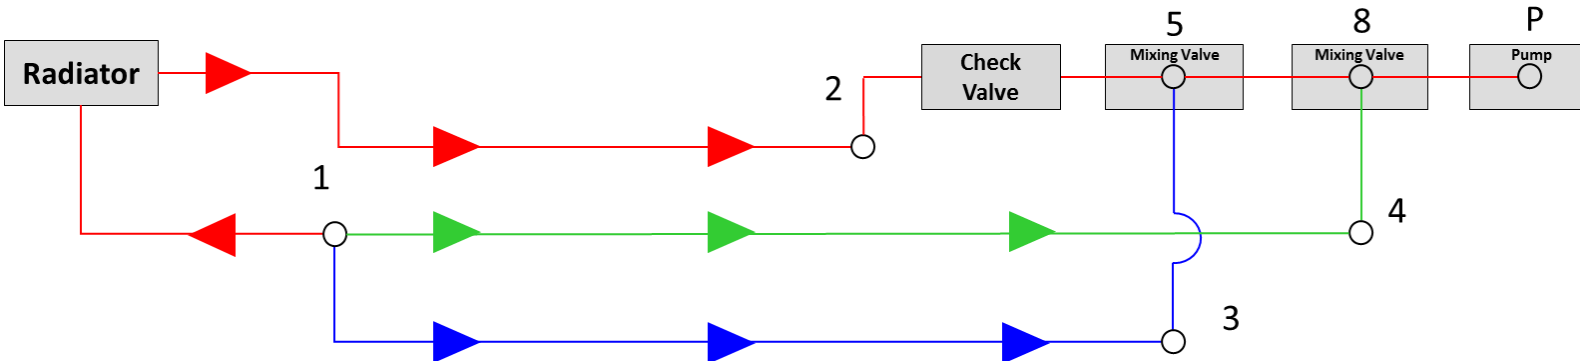 5
8
P
Radiator
Check
Valve
Mixing Valve
Mixing Valve
Pump
2
1
4
3